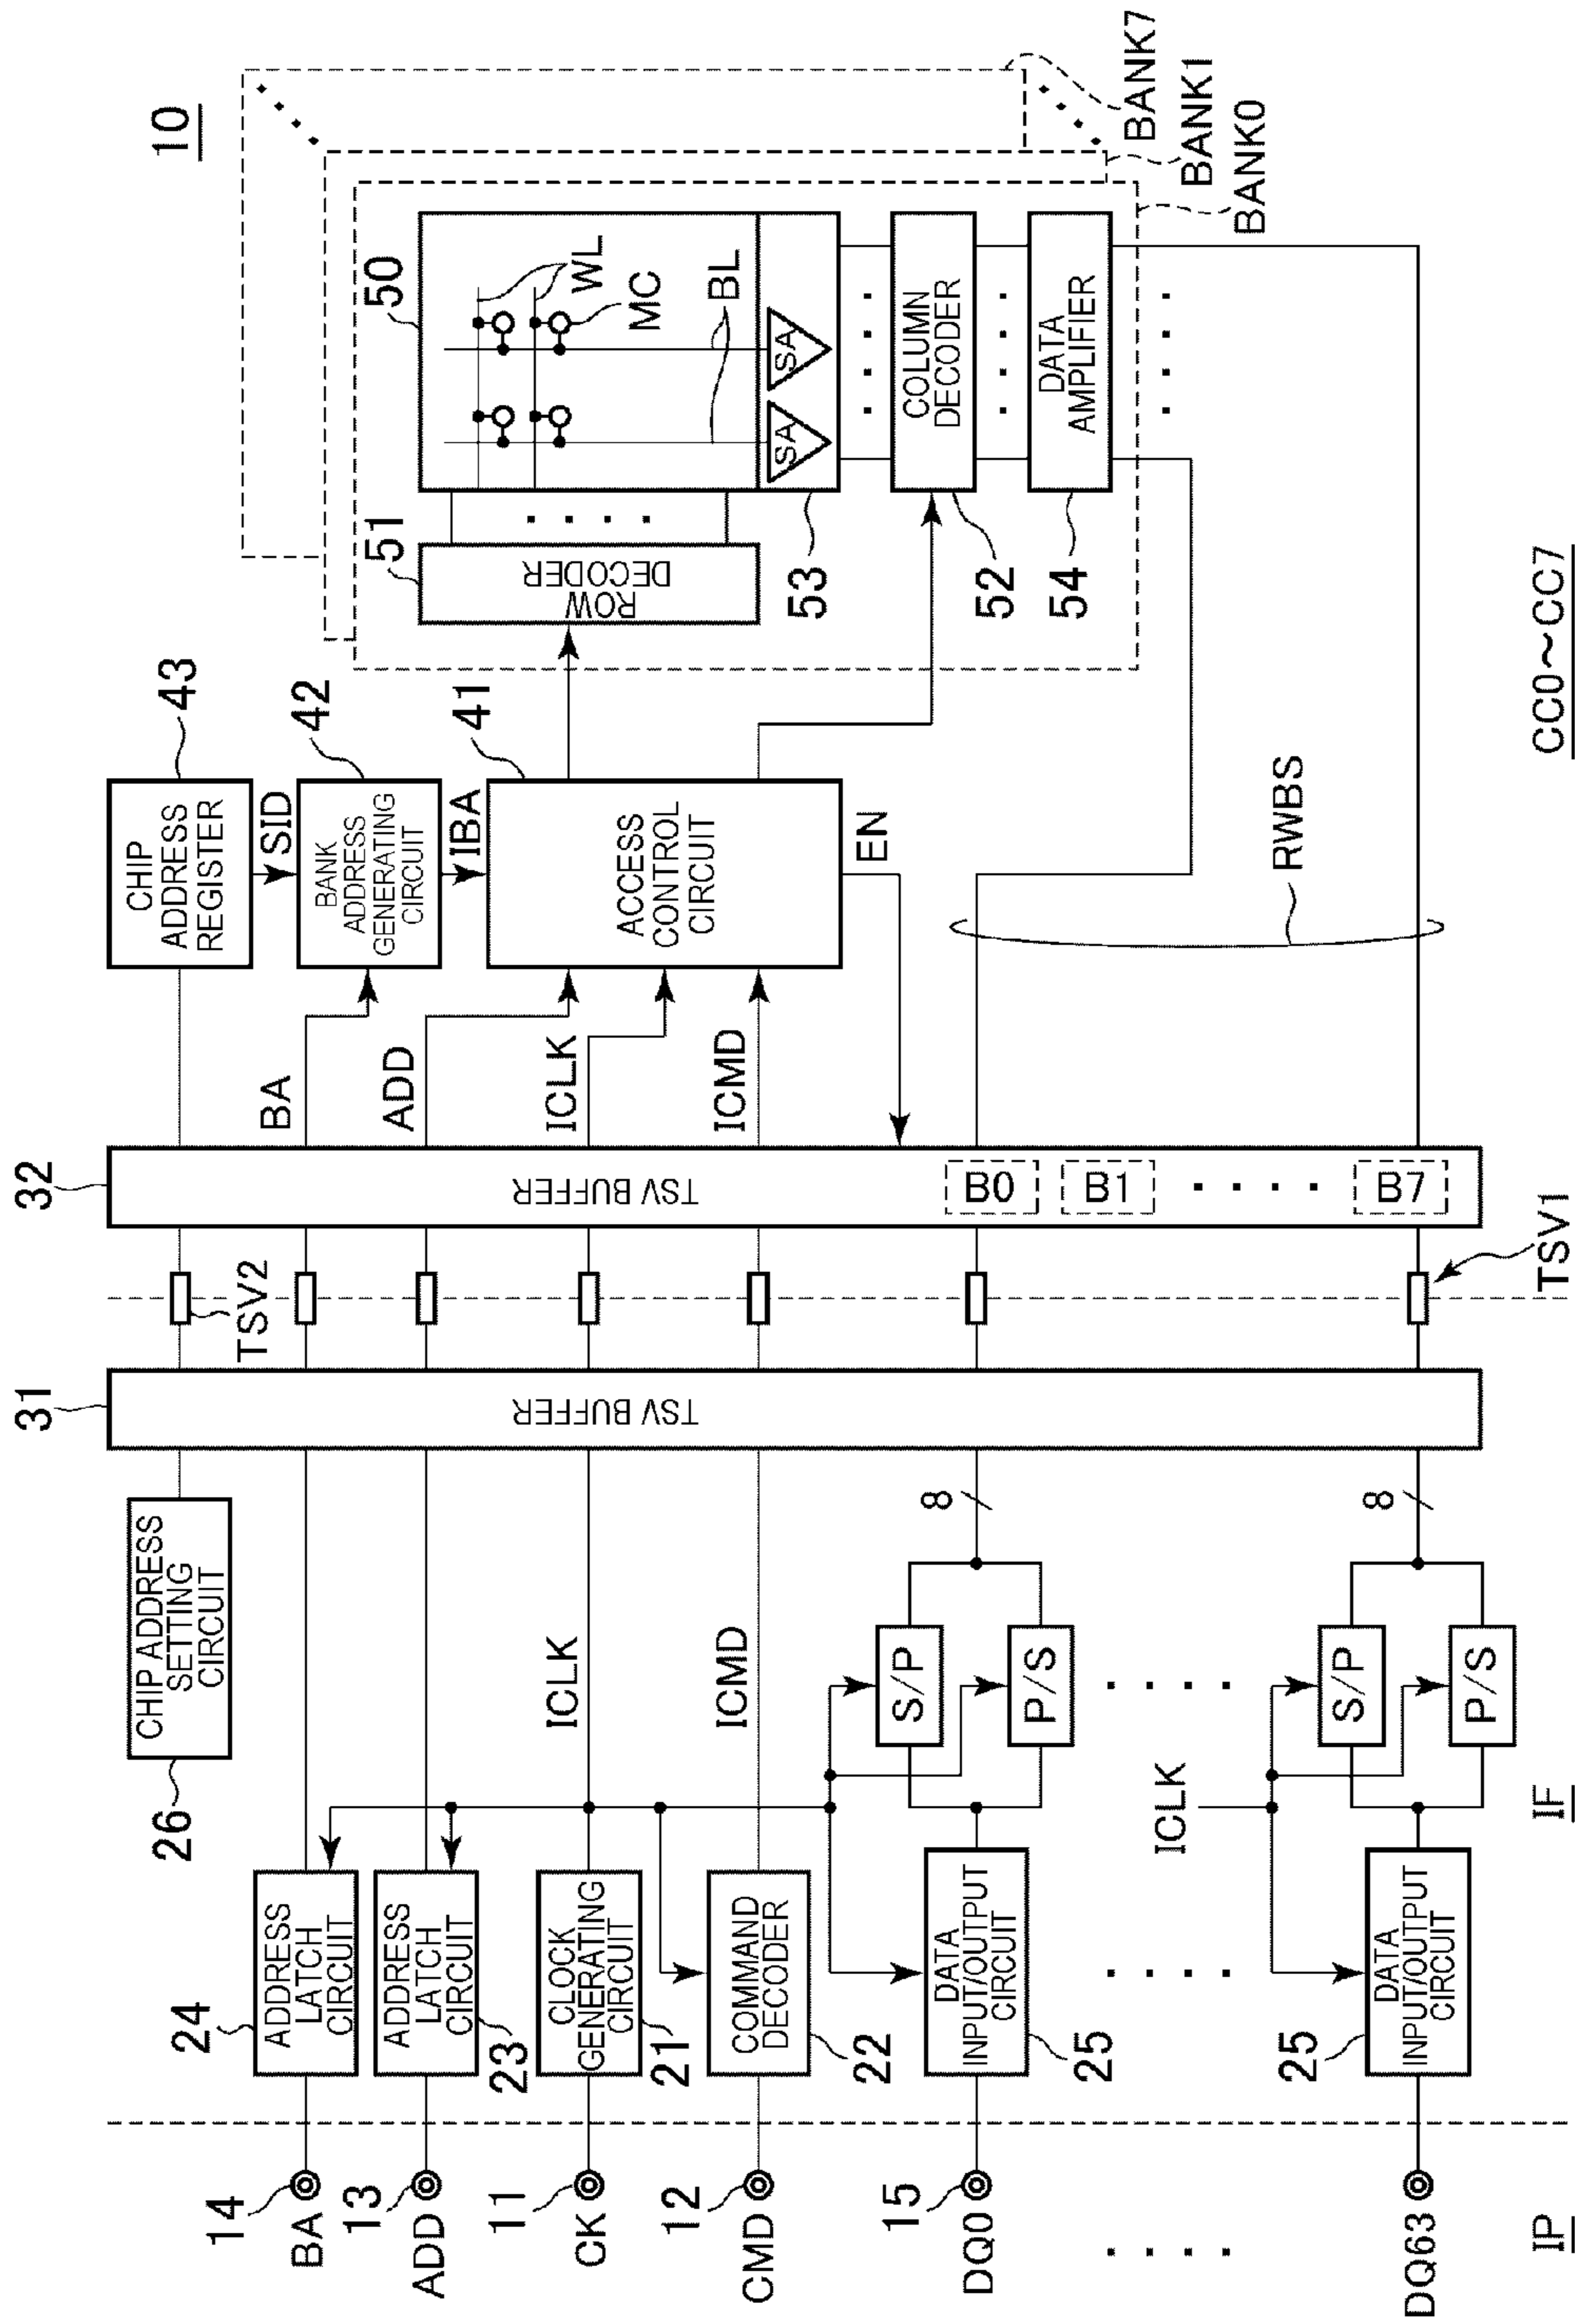 10
14
BA
13
ADD
11
CK
12
CMD
15
DQ0
DQ63
IP
24
ADDRESS
LATCH
CIRCUIT
23
ADDRESS
LATCH
CIRCUIT
21
CLOCK
GENERATING
CIRCUIT
22
COMMAND
DECODER
25
DATA
INPUT/OUTPUT
CIRCUIT
25
DATA
INPUT/OUTPUT
CIRCUIT
26
CHIP ADDRESS
SETTING
CIRCUIT
ICLK
ICMD
S/P
P/S
8
ICLK
S/P
P/S
8
IF
31
TSV BUFFER
TSV2
TSV1
32
TSV BUFFER
B0
B1
B7
BA
ADD
ICLK
ICMD
EN
43
CHIP
ADDRESS
REGISTER
SID
42
BANK
ADDRESS
GENERATING
CIRCUIT
IBA
41
ACCESS
CONTROL
CIRCUIT
RWBS
51
ROW
DECODER
50
WL
MC
BL
SA
SA
53
COLUMN
DECODER
52
DATA
AMPLIFIER
54
BANK7
BANK1
BANK0
CC0~CC7